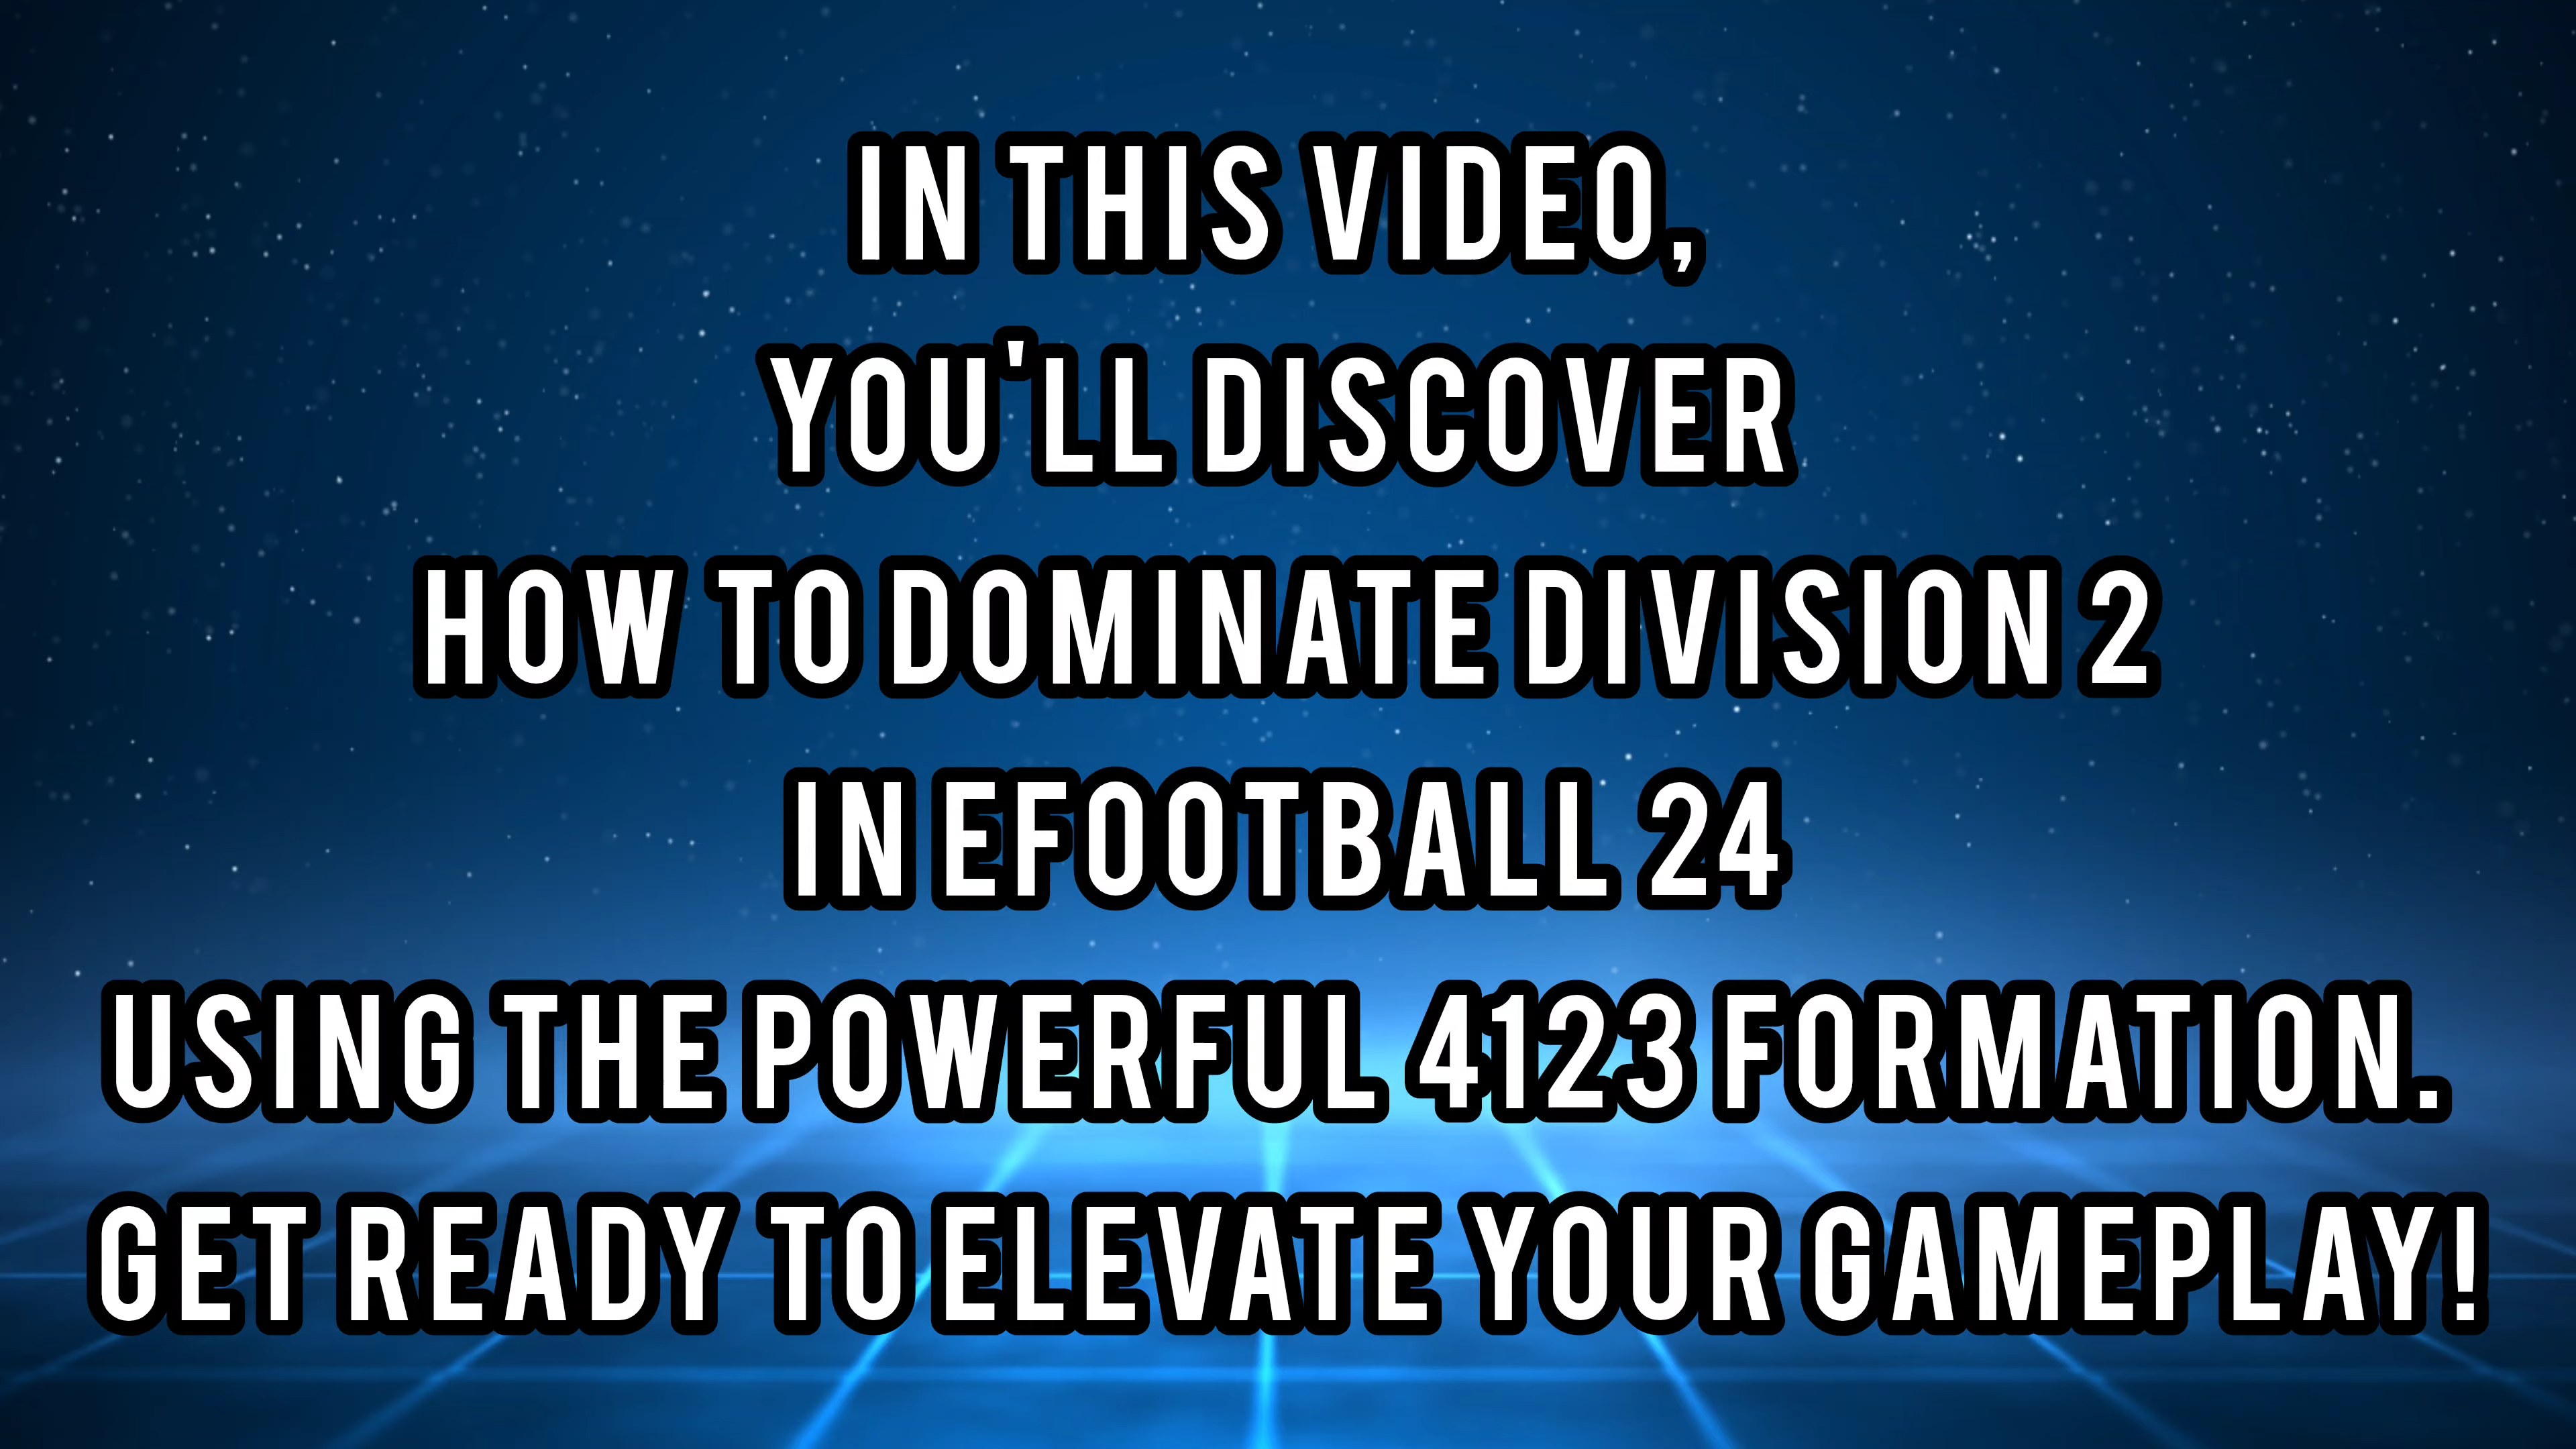 IN THIS VIDEO,
YOU'LL DISCOVER
HOW TO DOMINATE DIVISION 2
IN EFOOTBALL 24
USING THE POWERFUL 4123 FORMATION.
GET READY TO ELEVATE YOUR GAMEPLAY!